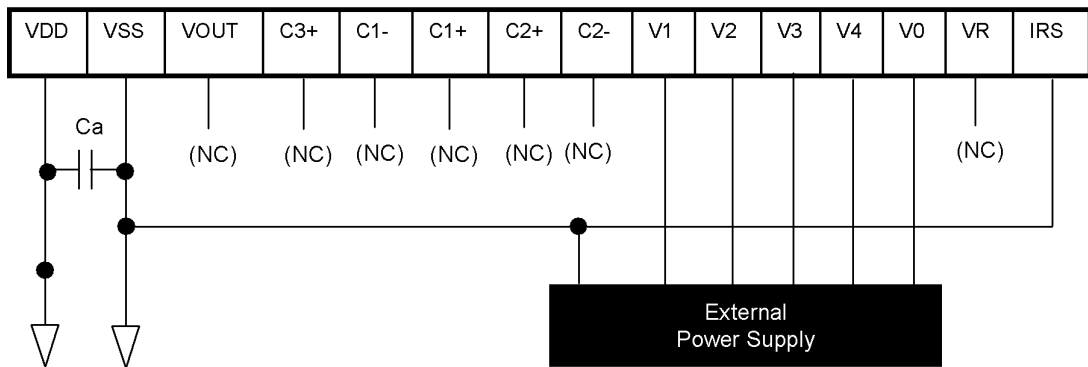 VDD VSS VOUT C3+ C1- C1+ C2+ C2- V1 V2 V3 V4 V0 VR IRS
Ca
(NC) (NC) (NC) (NC) (NC) (NC) (NC)
External
Power Supply